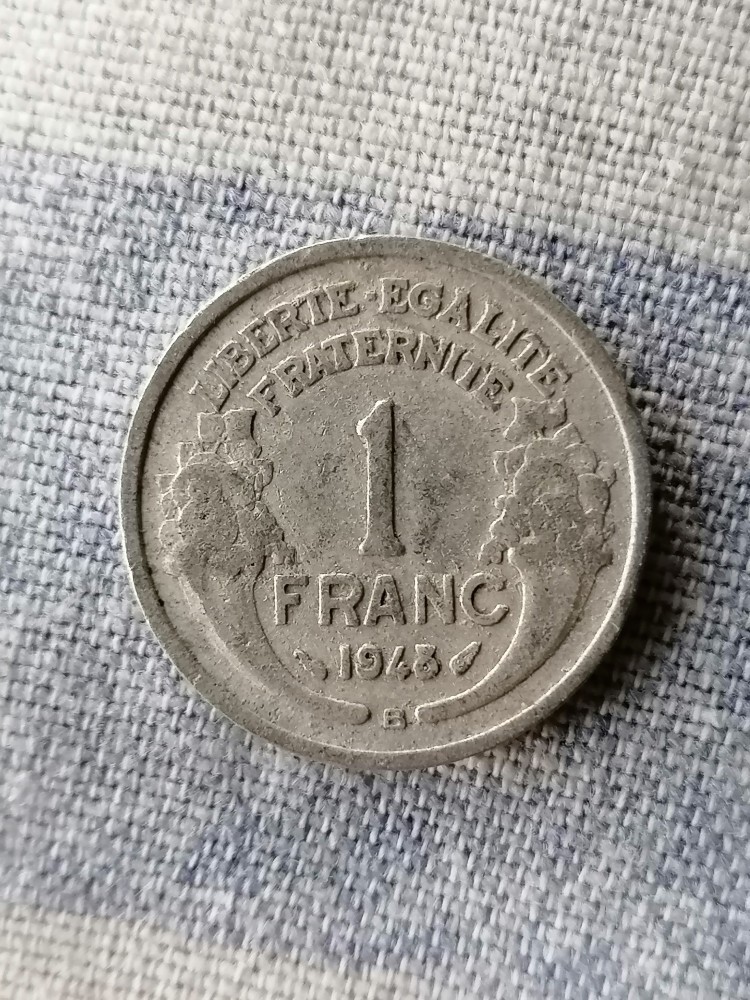 LIBERTE·EGALITE
FRATERNITE
1
FRANC
1948
B